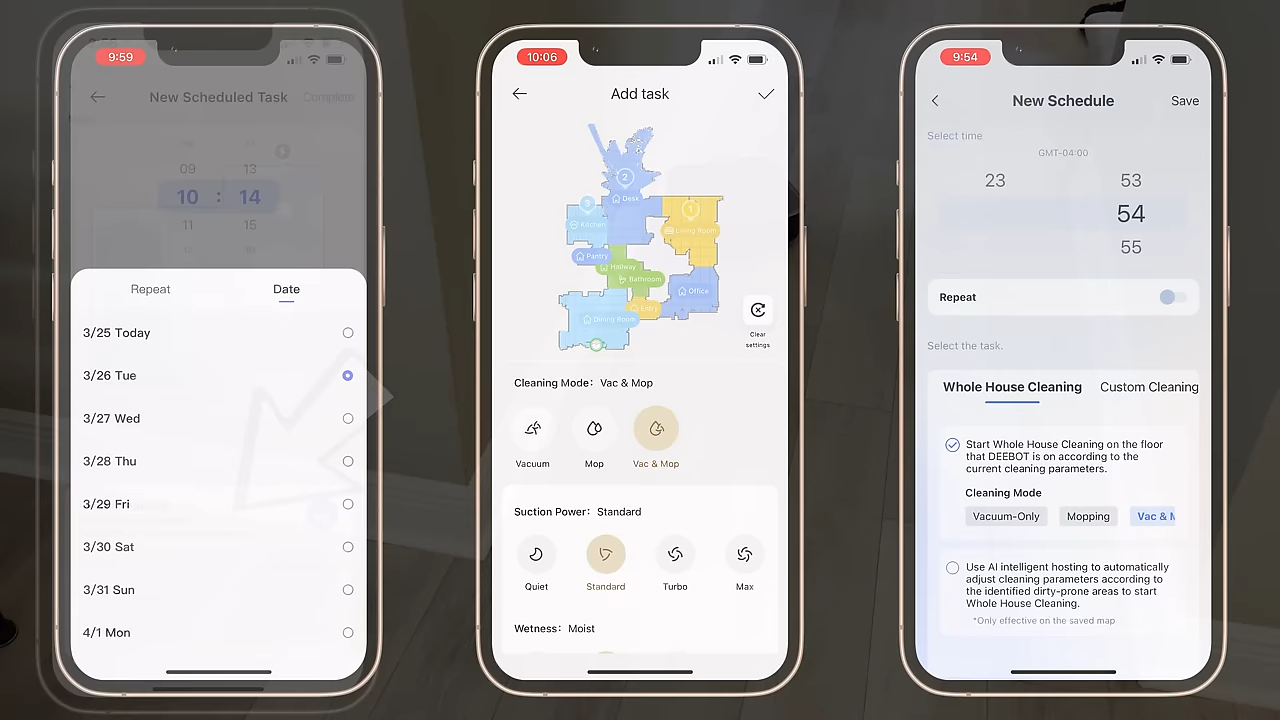 9:59
New Scheduled Task
Complete
09 13
10 : 14
11 15
Repeat
Date
3/25 Today
3/26 Tue
3/27 Wed
3/28 Thu
3/29 Fri
3/30 Sat
3/31 Sun
4/1 Mon
10:06
Add task
2
Desk
3
Kitchen
1
Living Room
Pantry
Hallway
Bathroom
Office
Entry
Dining Room
Clear
settings
Cleaning Mode: Vac & Mop
Vacuum
Mop
Vac & Mop
Suction Power: Standard
Quiet
Standard
Turbo
Max
Wetness: Moist
9:54
New Schedule
Save
Select time
GMT-04:00
23 53
54
55
Repeat
Select the task.
Whole House Cleaning
Custom Cleaning
Start Whole House Cleaning on the floor
that DEEBOT is on according to the
current cleaning parameters.
Cleaning Mode
Vacuum-Only
Mopping
Vac & M
Use AI intelligent hosting to automatically
adjust cleaning parameters according to
the identified dirty-prone areas to start
Whole House Cleaning.
*Only effective on the saved map